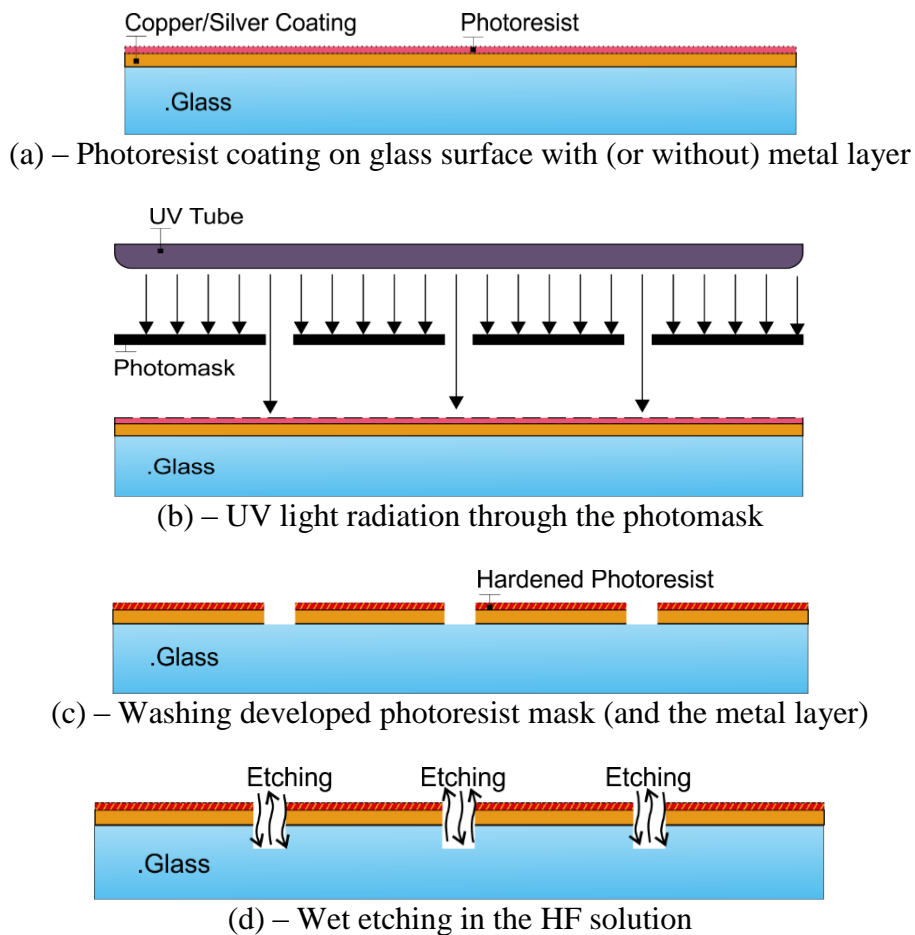 Copper/Silver Coating Photoresist
.Glass
(a) – Photoresist coating on glass surface with (or without) metal layer
UV Tube
Photomask
.Glass
(b) – UV light radiation through the photomask
Hardened Photoresist
.Glass
(c) – Washing developed photoresist mask (and the metal layer)
Etching Etching Etching
.Glass
(d) – Wet etching in the HF solution